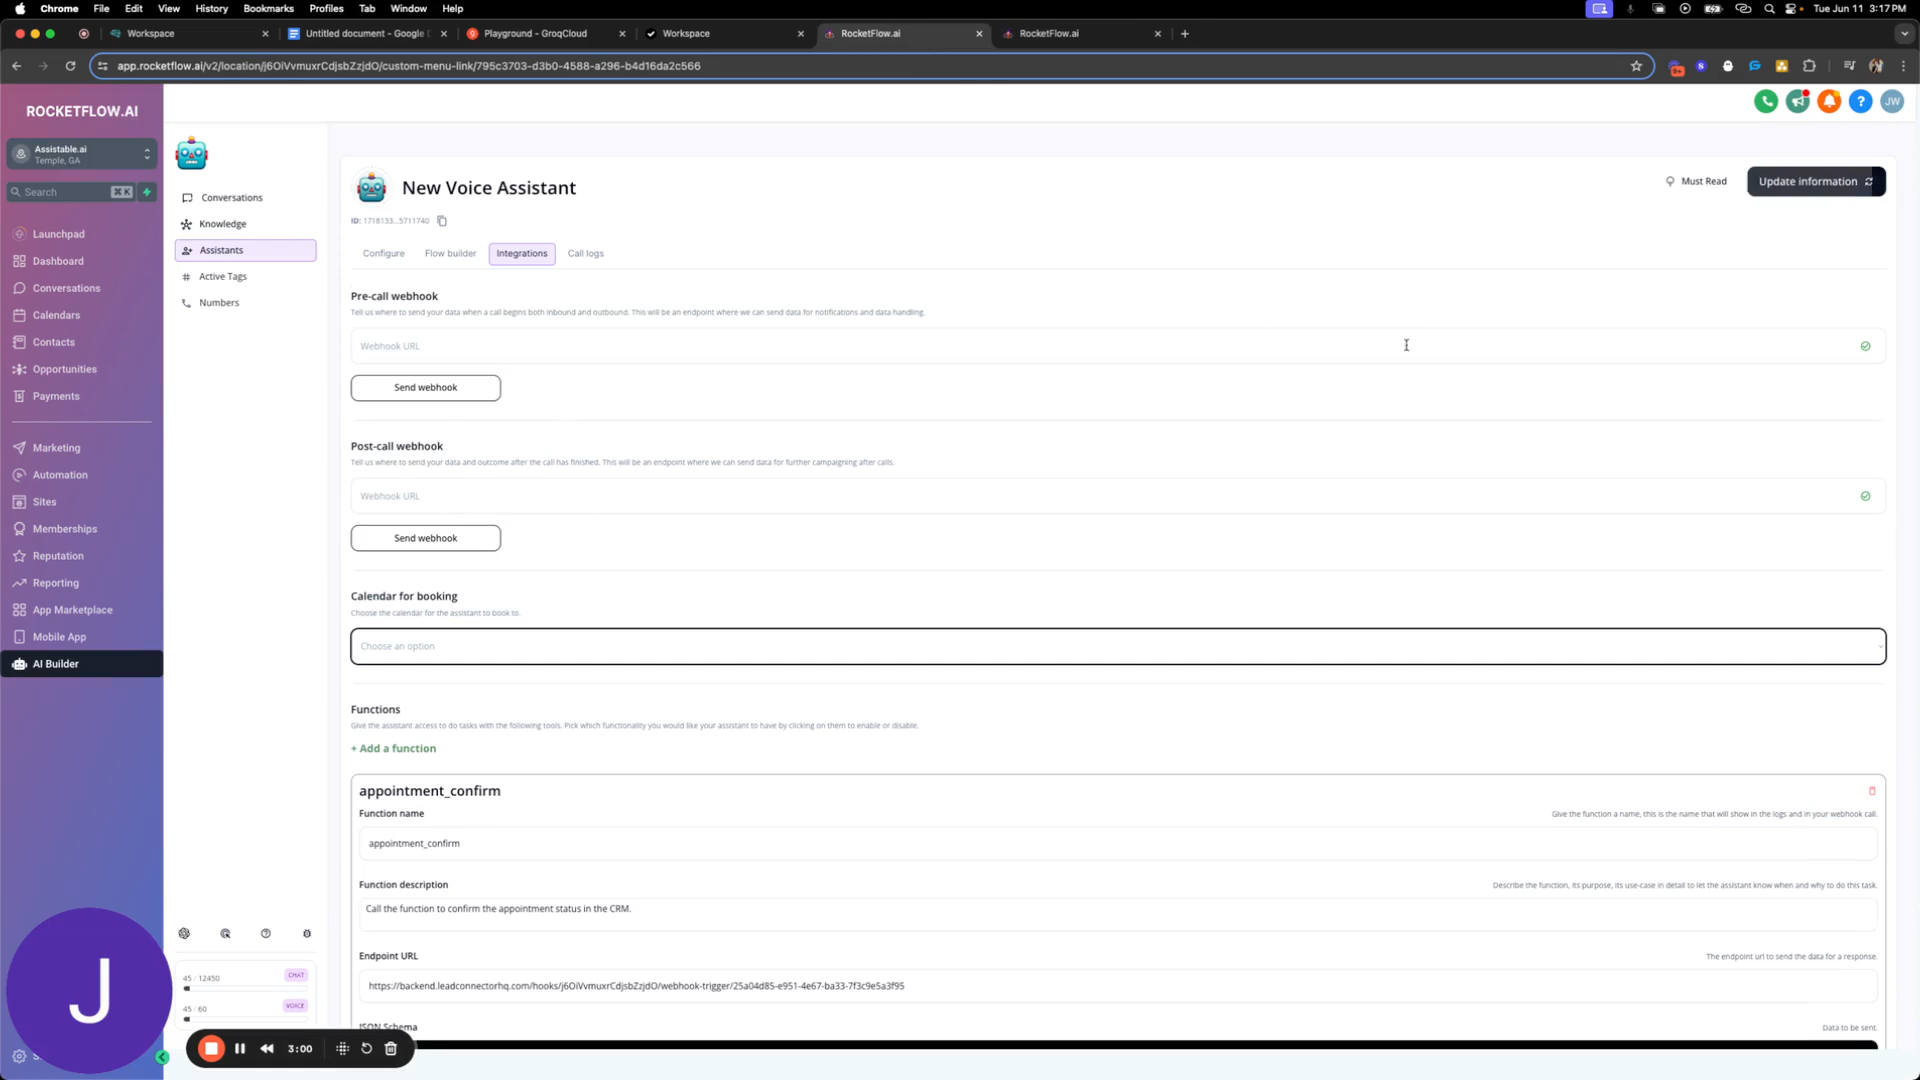 Chrome File Edit View History Bookmarks Profiles Tab Window Help
Tue Jun 11 3:17 PM
Workspace
Untitled document - Google
Playground - GroqCloud
Workspace
RocketFlow.ai
RocketFlow.ai
app.rocketflow.ai/v2/location/j6OiVvmuxrCdjsbZzjdO/custom-menu-link/795c3703-d3b0-4588-a296-b4d16da2c566
9+
ROCKETFLOW.AI
JW
Assistable.ai
Temple, GA
Search
⌘ K
Launchpad
Dashboard
Conversations
Calendars
Contacts
Opportunities
Payments
Marketing
Automation
Sites
Memberships
Reputation
Reporting
App Marketplace
Mobile App
AI Builder
J
Conversations
Knowledge
Assistants
Active Tags
Numbers
45 / 12450
CHAT
45 / 60
VOICE
3:00
New Voice Assistant
Must Read
Update information
ID: 1718133...5711740
Configure
Flow builder
Integrations
Call logs
Pre-call webhook
Tell us where to send your data when a call begins both inbound and outbound. This will be an endpoint where we can send data for notifications and data handling.
Webhook URL
Send webhook
Post-call webhook
Tell us where to send your data and outcome after the call has finished. This will be an endpoint where we can send data for further campaigning after calls.
Webhook URL
Send webhook
Calendar for booking
Choose the calendar for the assistant to book to.
Choose an option
Functions
Give the assistant access to do tasks with the following tools. Pick which functionality you would like your assistant to have by clicking on them to enable or disable.
+ Add a function
appointment_confirm
Function name
Give the function a name, this is the name that will show in the logs and in your webhook call.
appointment_confirm
Function description
Describe the function, its purpose, its use-case in detail to let the assistant know when and why to do this task.
Call the function to confirm the appointment status in the CRM.
Endpoint URL
The endpoint url to send the data for a response.
https://backend.leadconnectorhq.com/hooks/j6OiVvmuxrCdjsbZzjdO/webhook-trigger/25a04d85-e951-4e67-ba33-7f3c9e5a3f95
JSON Schema
Data to be sent.